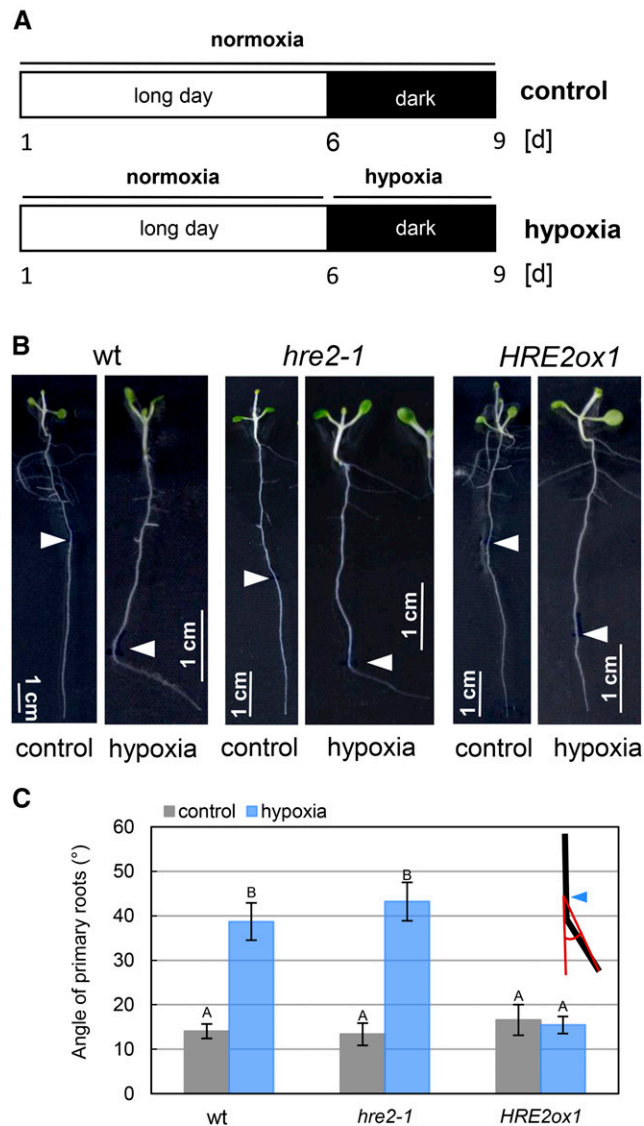 A
normoxia
long day dark control
1 6 9 [d]
normoxia hypoxia
long day dark hypoxia
1 6 9 [d]
B
wt hre2-1 HRE2ox1
1 cm 1 cm 1 cm 1 cm 1 cm 1 cm
control hypoxia control hypoxia control hypoxia
C
control hypoxia
Angle of primary roots (°)
60
50
40
30
20
10
0
A B A B A A
wt hre2-1 HRE2ox1